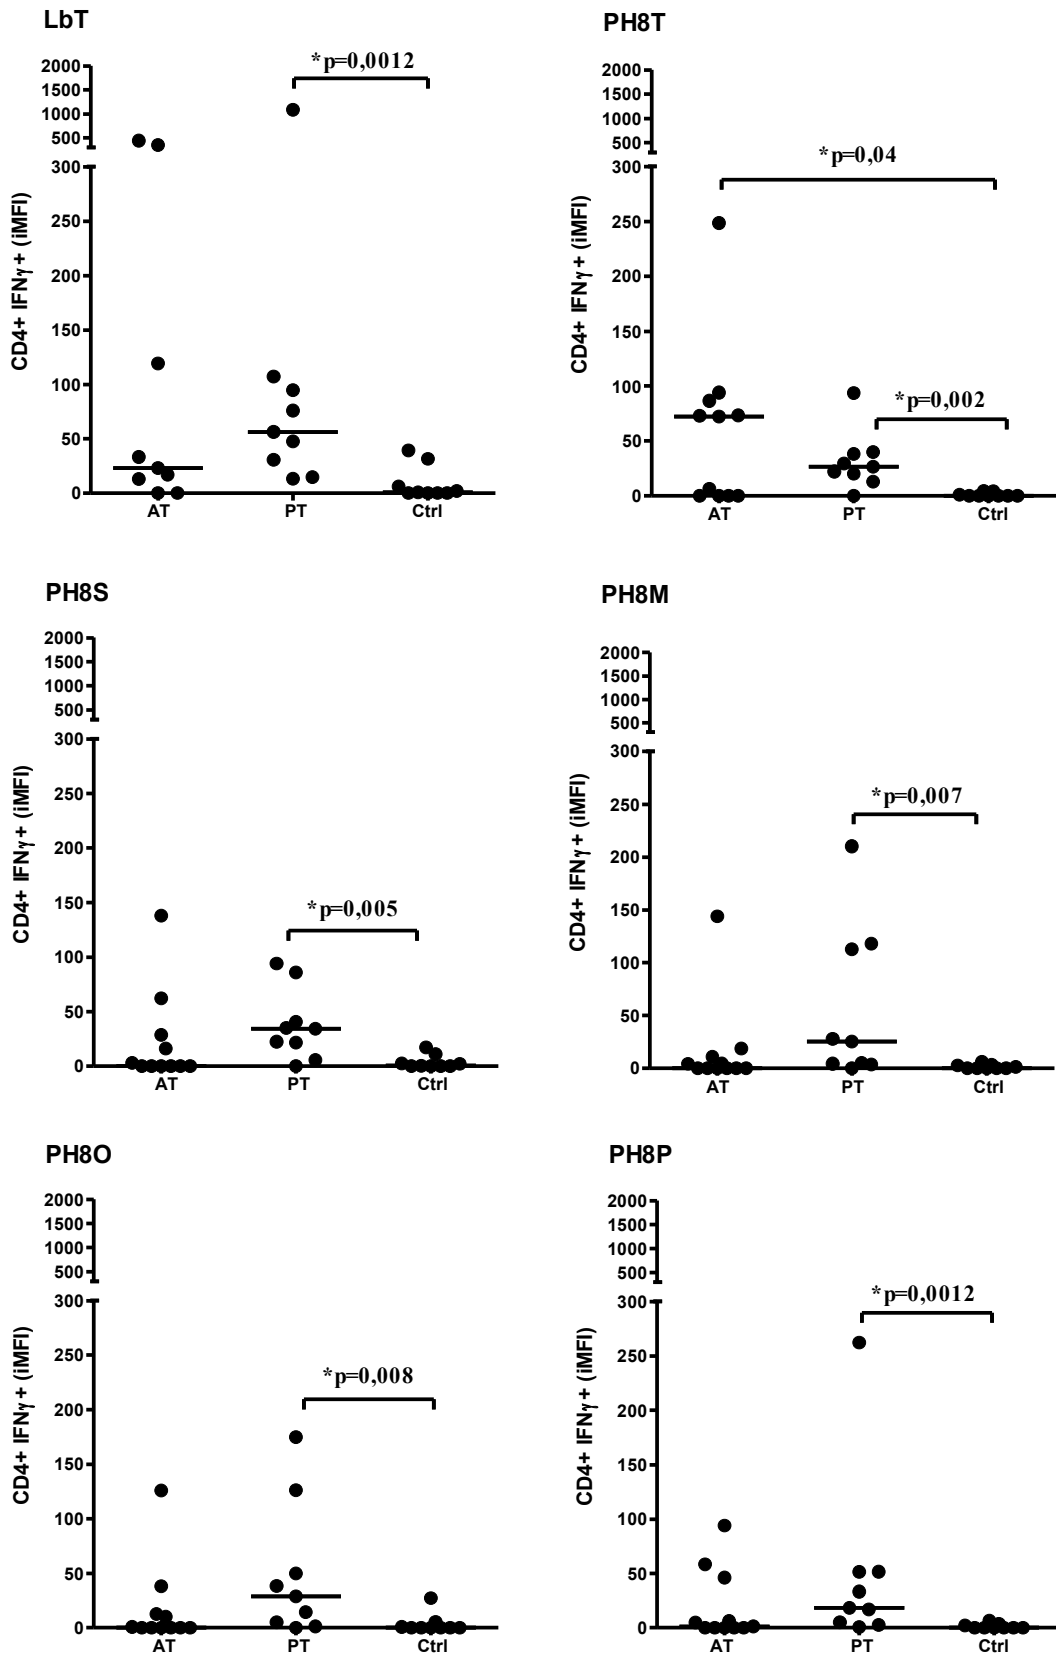 LbT
*p=0,0012
2000
1500
1000
500
300
250
200
150
100
50
0
CD4+ IFNγ+ (iMFI)
AT PT Ctrl
PH8T
*p=0,04
*p=0,002
2000
1500
1000
500
300
250
200
150
100
50
0
CD4+ IFNγ+ (iMFI)
AT PT Ctrl
PH8S
*p=0,005
2000
1500
1000
500
300
250
200
150
100
50
0
CD4+ IFNγ+ (iMFI)
AT PT Ctrl
PH8M
*p=0,007
2000
1500
1000
500
300
250
200
150
100
50
0
CD4+ IFNγ+ (iMFI)
AT PT Ctrl
PH8O
*p=0,008
2000
1500
1000
500
300
250
200
150
100
50
0
CD4+ IFNγ+ (iMFI)
AT PT Ctrl
PH8P
*p=0,0012
2000
1500
1000
500
300
250
200
150
100
50
0
CD4+ IFNγ+ (iMFI)
AT PT Ctrl